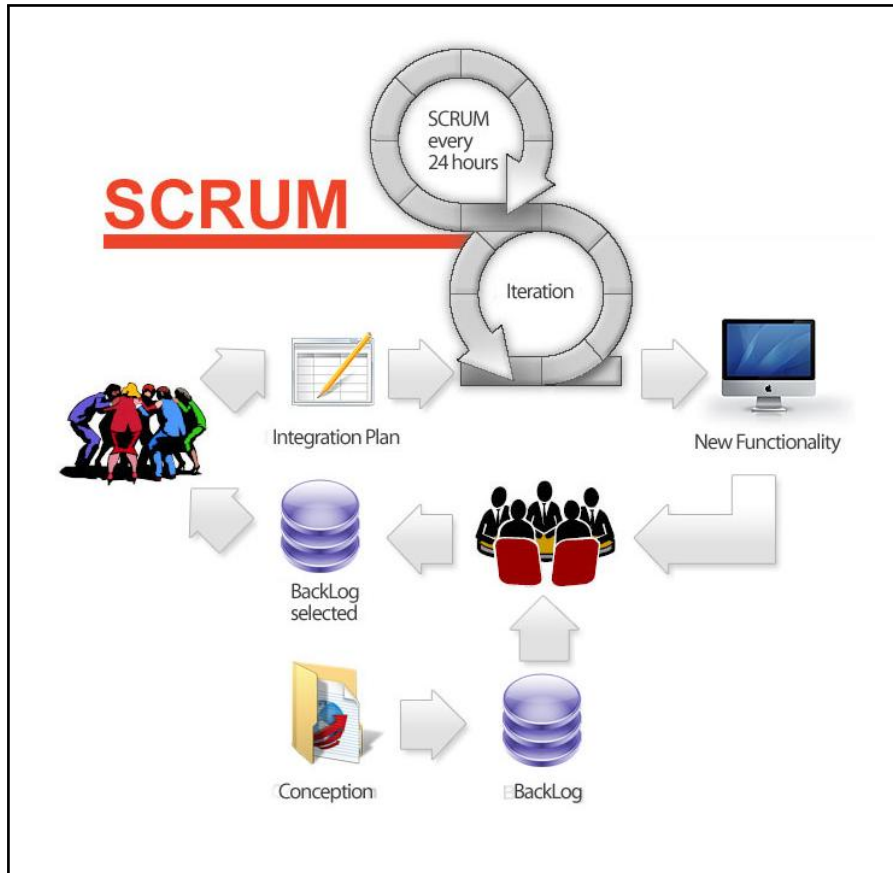 SCRUM
every
24 hours
SCRUM
Iteration
Integration Plan
New Functionality
BackLog
selected
Conception
BackLog